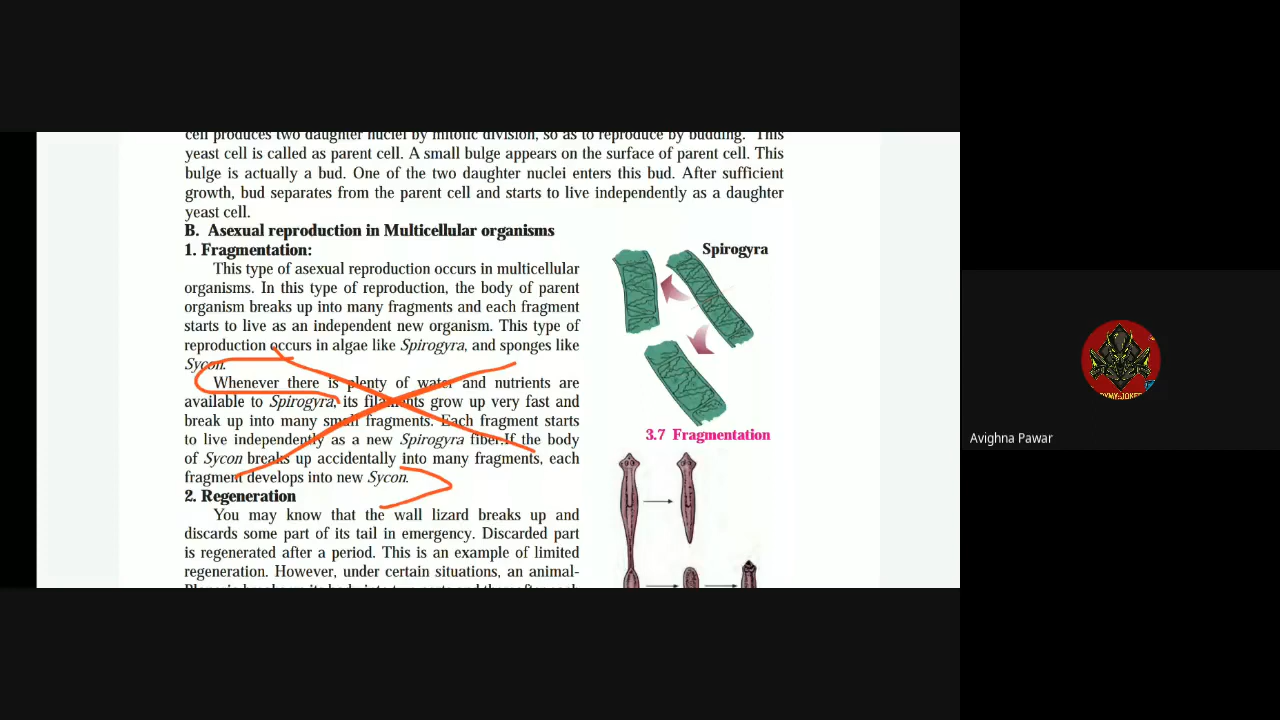 cell produces two daughter nuclei by mitotic division, so as to reproduce by budding. This
yeast cell is called as parent cell. A small bulge appears on the surface of parent cell. This
bulge is actually a bud. One of the two daughter nuclei enters this bud. After sufficient
growth, bud separates from the parent cell and starts to live independently as a daughter
yeast cell.
B. Asexual reproduction in Multicellular organisms
1. Fragmentation:
This type of asexual reproduction occurs in multicellular
organisms. In this type of reproduction, the body of parent
organism breaks up into many fragments and each fragment
starts to live as an independent new organism. This type of
reproduction occurs in algae like Spirogyra, and sponges like
Sycon.
Whenever there is plenty of water and nutrients are
available to Spirogyra, its filaments grow up very fast and
break up into many small fragments. Each fragment starts
to live independently as a new Spirogyra fiber.If the body
of Sycon breaks up accidentally into many fragments, each
fragment develops into new Sycon.
2. Regeneration
You may know that the wall lizard breaks up and
discards some part of its tail in emergency. Discarded part
is regenerated after a period. This is an example of limited
regeneration. However, under certain situations, an animal-
Spirogyra
3.7 Fragmentation
Avighna Pawar